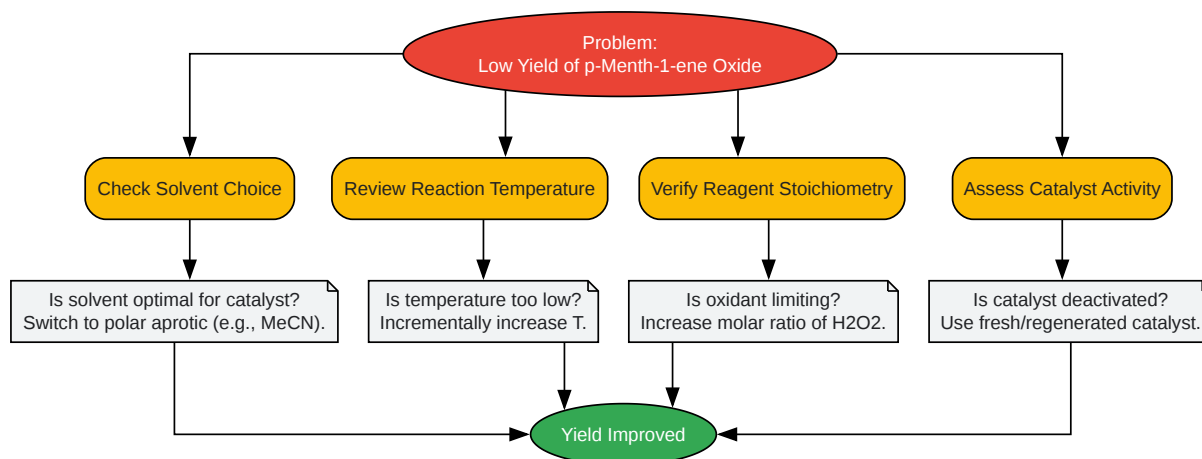 Problem:
Low Yield of p-Menth-1-ene Oxide
Check Solvent Choice
Review Reaction Temperature
Verify Reagent Stoichiometry
Assess Catalyst Activity
Is solvent optimal for catalyst?
Switch to polar aprotic (e.g., MeCN).
Is temperature too low?
Incrementally increase T.
Is oxidant limiting?
Increase molar ratio of H2O2.
Is catalyst deactivated?
Use fresh/regenerated catalyst.
Yield Improved